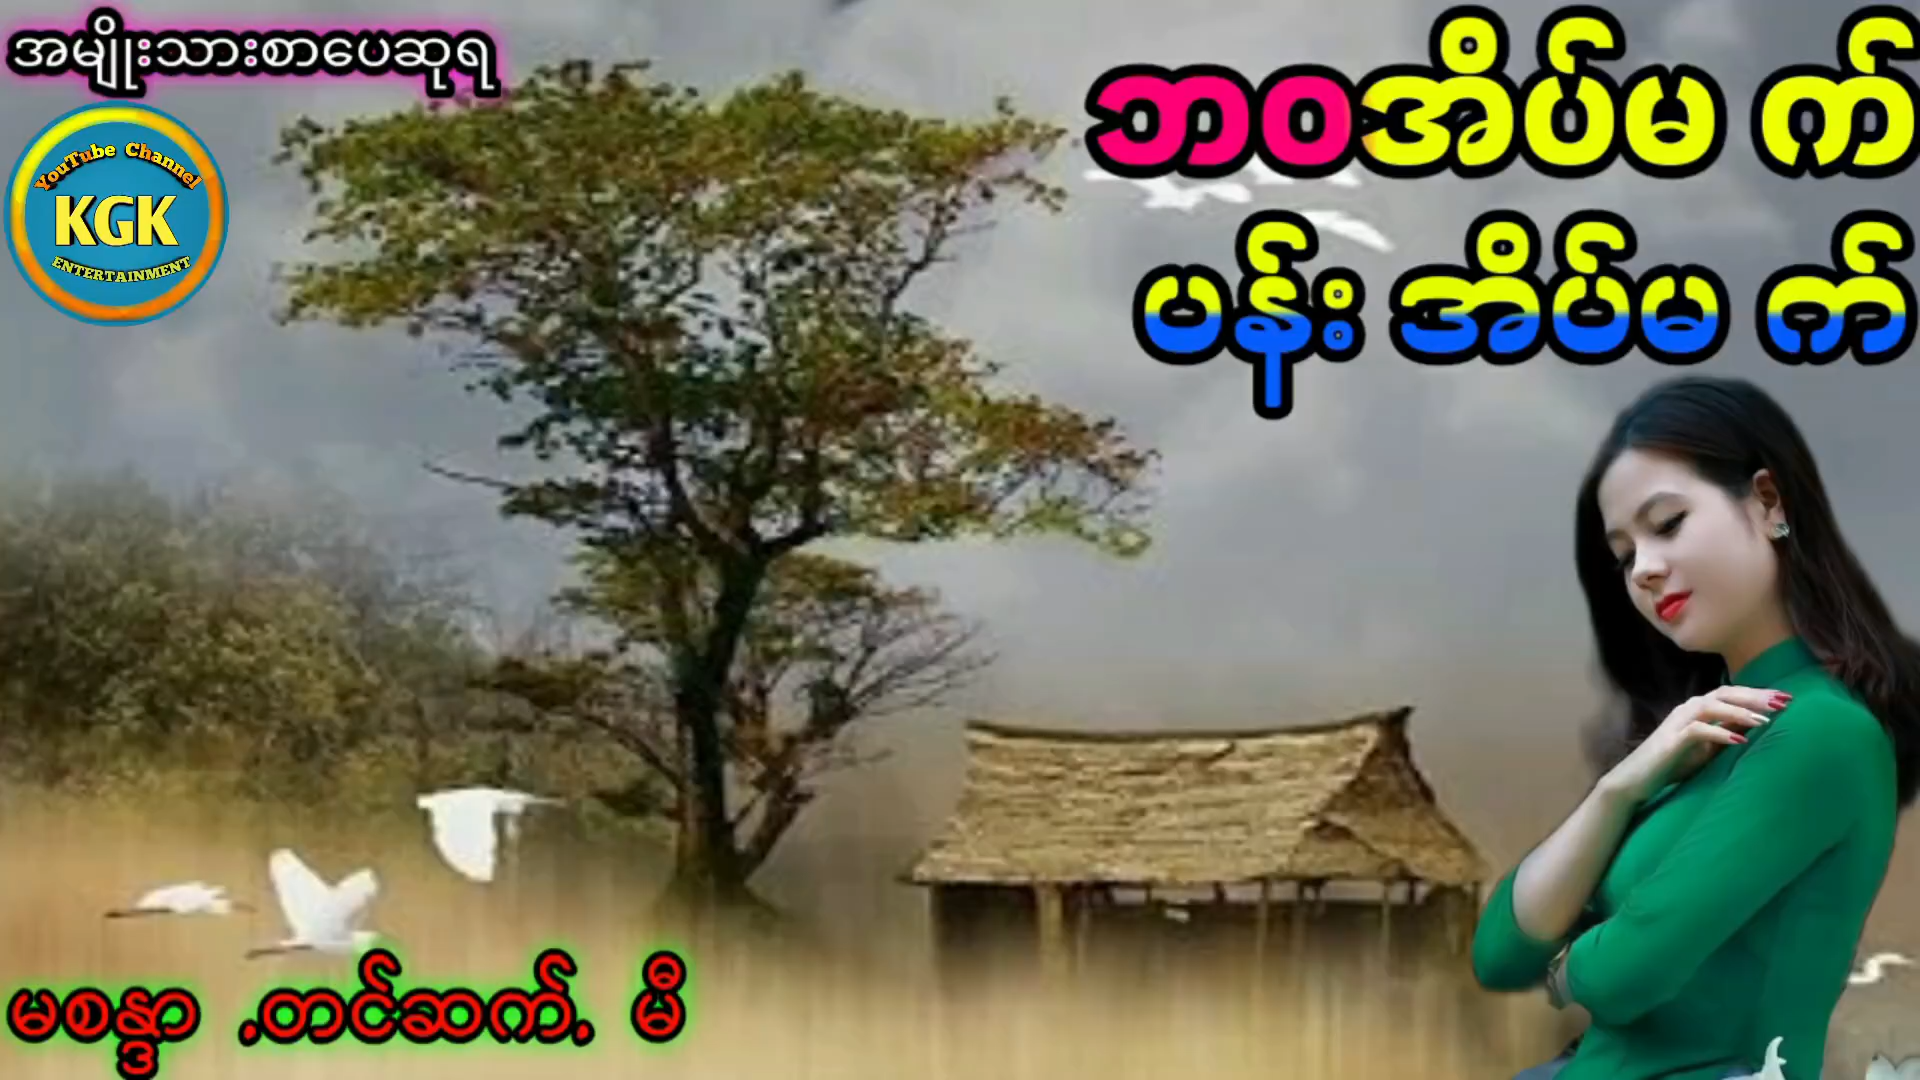 အမျိုးသားစာပေဆုရ
YouTube Channel
KGK
ENTERTAINMENT
ဘဝအိပ်မ က်
ပန်း အိပ်မ က်
မစန္ဒာ .တင်ဆက်. မီ